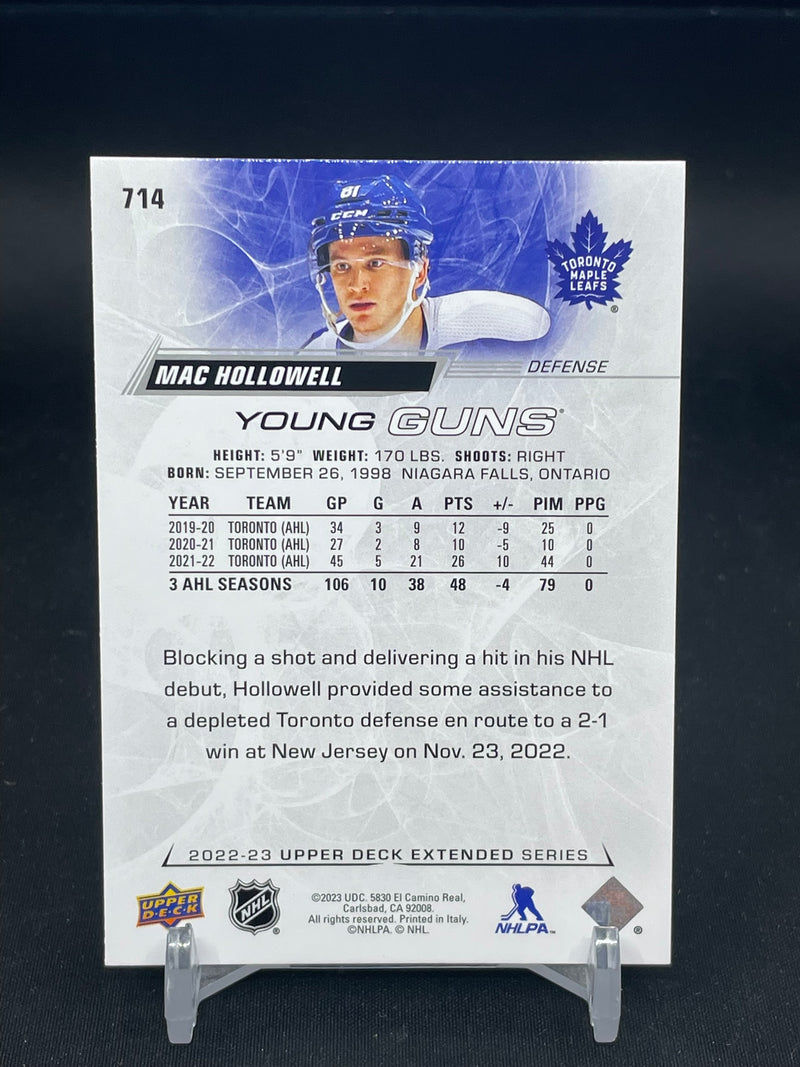 714
81
CCM
TORONTO
MAPLE
LEAFS
®
MAC HOLLOWELL
DEFENSE
YOUNG GUNS®
HEIGHT: 5'9" WEIGHT: 170 LBS. SHOOTS: RIGHT
BORN: SEPTEMBER 26, 1998 NIAGARA FALLS, ONTARIO
YEAR TEAM GP G A PTS +/- PIM PPG
2019-20 TORONTO (AHL) 34 3 9 12 -9 25 0
2020-21 TORONTO (AHL) 27 2 8 10 -5 10 0
2021-22 TORONTO (AHL) 45 5 21 26 10 44 0
3 AHL SEASONS 106 10 38 48 -4 79 0
Blocking a shot and delivering a hit in his NHL
debut, Hollowell provided some assistance to
a depleted Toronto defense en route to a 2-1
win at New Jersey on Nov. 23, 2022.
2022-23 UPPER DECK EXTENDED SERIES
UPPER
D·E·C·K
NHL
®
©2023 UDC. 5830 El Camino Real,
Carlsbad, CA 92008.
All rights reserved. Printed in Italy.
©NHLPA. © NHL.
NHLPA™
®